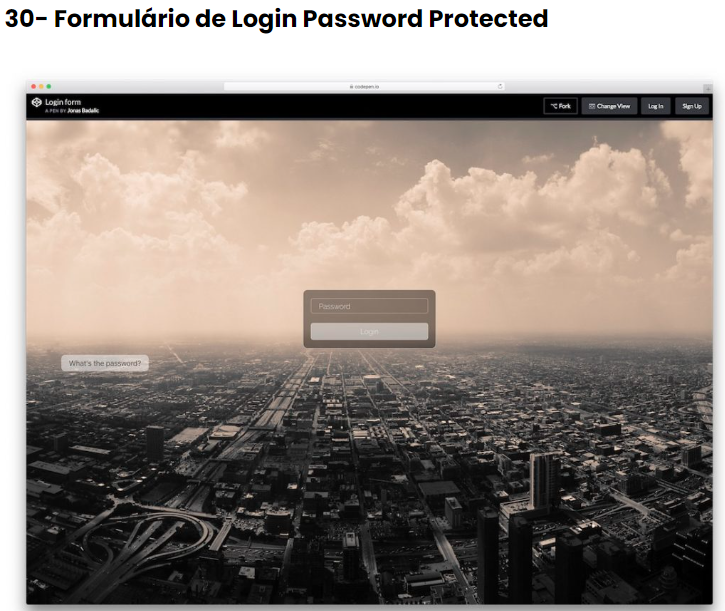 30- Formulário de Login Password Protected
codepen.io
Login form
A PEN BY Jonas Badalic
Fork
Change View
Log In
Sign Up
Password
Login
What's the password?